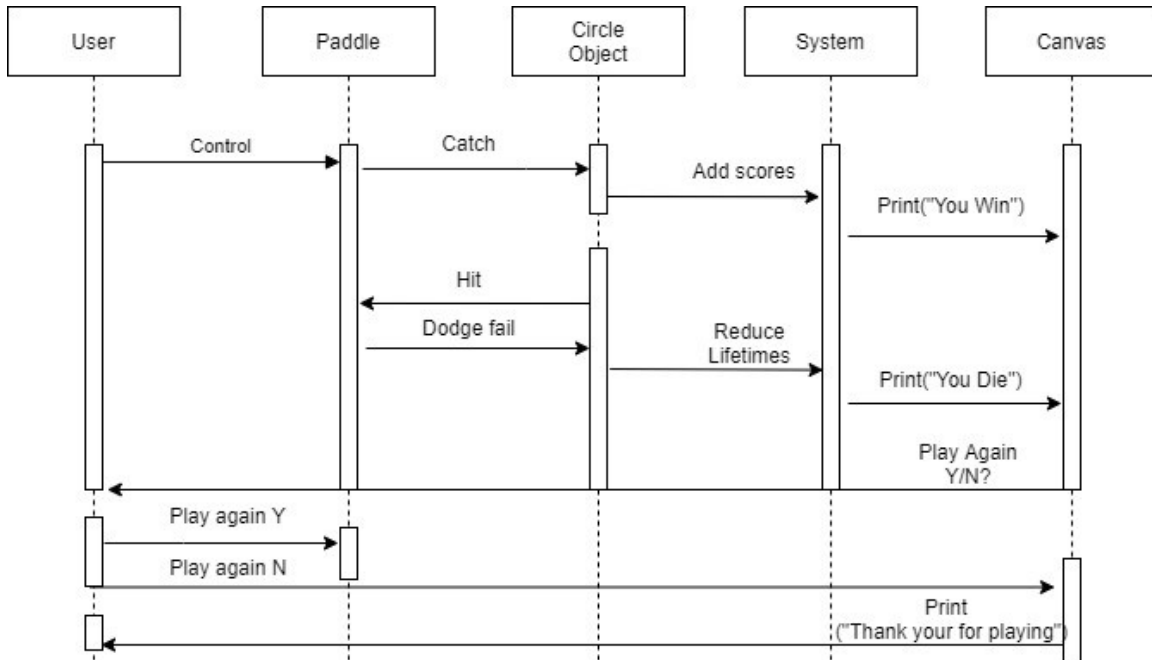 User
Paddle
Circle
Object
System
Canvas
Control
Catch
Add scores
Print("You Win")
Hit
Dodge fail
Reduce
Lifetimes
Print("You Die")
Play Again
Y/N?
Play again Y
Play again N
Print
("Thank your for playing")